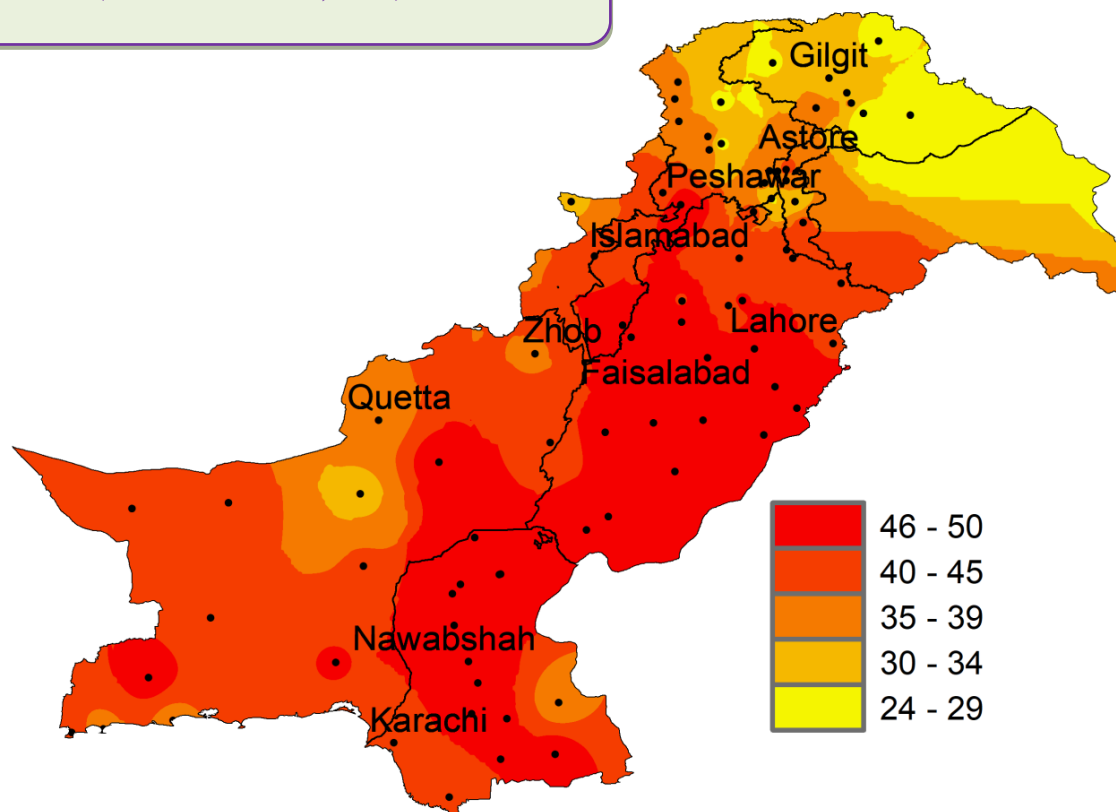 Gilgit
Astore
Peshawar
Islamabad
Zhob
Lahore
Faisalabad
Quetta
46 - 50
40 - 45
35 - 39
30 - 34
24 - 29
Nawabshah
Karachi